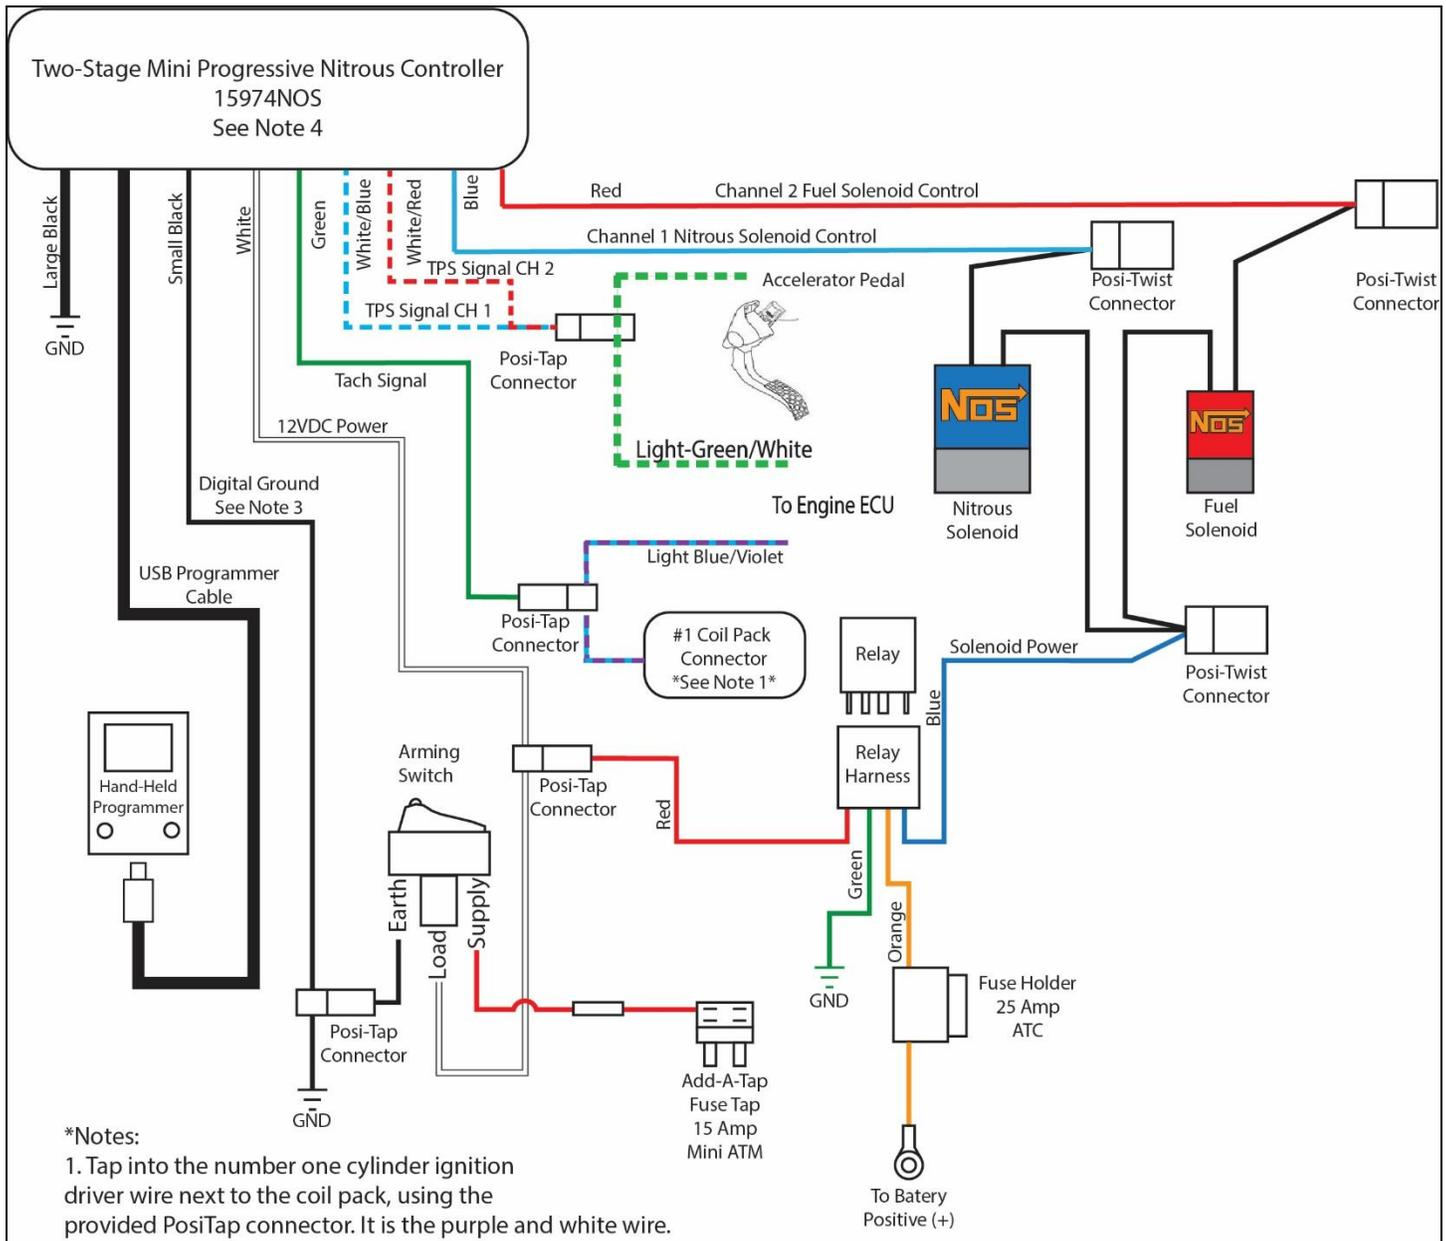 Two-Stage Mini Progressive Nitrous Controller
15974NOS
See Note 4
Large Black
Small Black
White
Green
White/Blue
White/Red
Blue
Red
Channel 2 Fuel Solenoid Control
Channel 1 Nitrous Solenoid Control
TPS Signal CH 2
TPS Signal CH 1
Accelerator Pedal
Posi-Twist
Connector
Posi-Twist
Connector
GND
Posi-Tap
Connector
Tach Signal
12VDC Power
NOS
NOS
Light-Green/White
Digital Ground
See Note 3
To Engine ECU
Nitrous
Solenoid
Fuel
Solenoid
Light Blue/Violet
USB Programmer
Cable
Posi-Tap
Connector
#1 Coil Pack
Connector
*See Note 1*
Relay
Solenoid Power
Posi-Twist
Connector
Blue
Arming
Switch
Relay
Harness
Hand-Held
Programmer
Posi-Tap
Connector
Red
Green
Orange
Earth
Load
Supply
GND
Fuse Holder
25 Amp
ATC
Posi-Tap
Connector
Add-A-Tap
Fuse Tap
15 Amp
Mini ATM
GND
To Batery
Positive (+)
*Notes:
1. Tap into the number one cylinder ignition
driver wire next to the coil pack, using the
provided PosiTap connector. It is the purple and white wire.